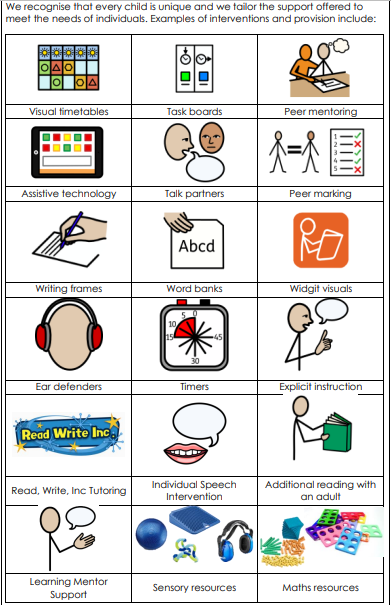 We recognise that every child is unique and we tailor the support offered to
meet the needs of individuals. Examples of interventions and provision include:
Visual timetables
Task boards
Peer mentoring
1
2
3
4
5
Assistive technology
Talk partners
Peer marking
Abcd
Writing frames
Word banks
Widgit visuals
0
5
10
15
30
45
Ear defenders
Timers
Explicit instruction
Read Write Inc.
Read, Write, Inc Tutoring
Individual Speech
Intervention
Additional reading with
an adult
Learning Mentor
Support
Sensory resources
Maths resources